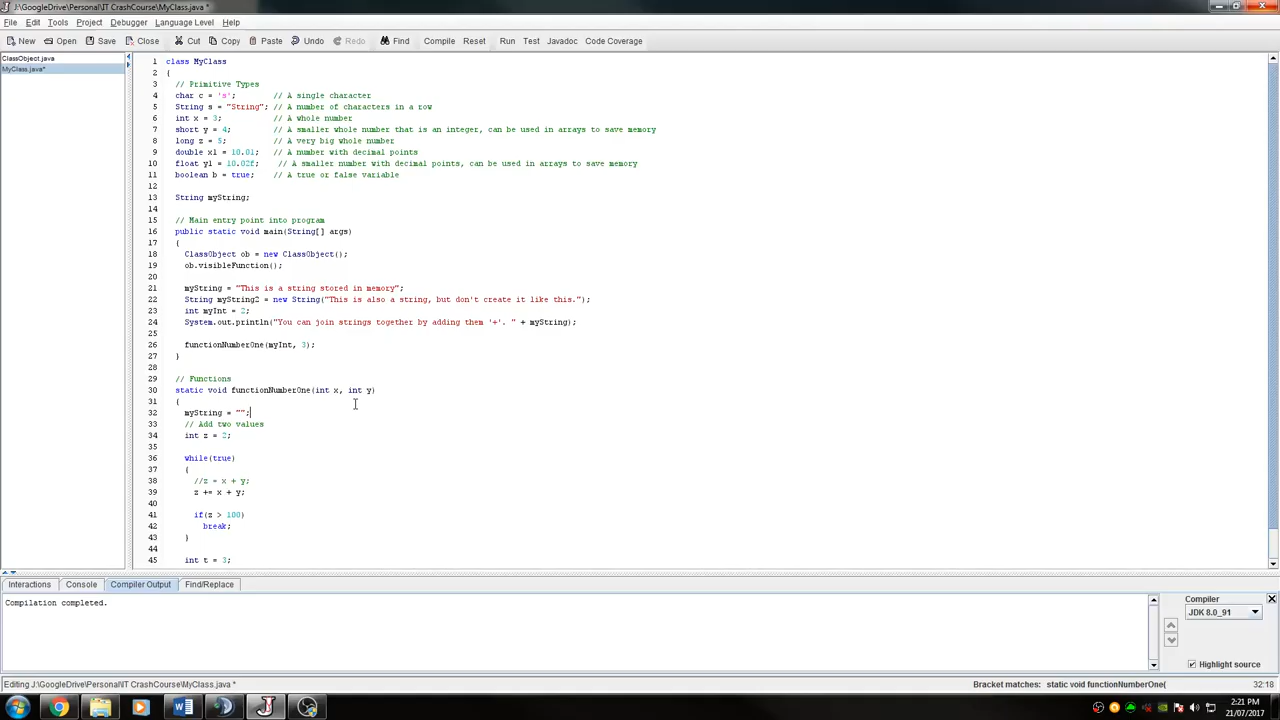 J:\GoogleDrive\Personal\IT CrashCourse\MyClass.java *
File Edit Tools Project Debugger Language Level Help
New Open Save Close Cut Copy Paste Undo Redo Find Compile Reset Run Test Javadoc Code Coverage
ClassObject.java
MyClass.java*
1 class MyClass
2 {
3 // Primitive Types
4 char c = 's'; // A single character
5 String s = "String"; // A number of characters in a row
6 int x = 3; // A whole number
7 short y = 4; // A smaller whole number that is an integer, can be used in arrays to save memory
8 long z = 5; // A very big whole number
9 double x1 = 10.01; // A number with decimal points
10 float y1 = 10.02f; // A smaller number with decimal points, can be used in arrays to save memory
11 boolean b = true; // A true or false variable
12
13 String myString;
14
15 // Main entry point into program
16 public static void main(String[] args)
17 {
18 ClassObject ob = new ClassObject();
19 ob.visibleFunction();
20
21 myString = "This is a string stored in memory";
22 String myString2 = new String("This is also a string, but don't create it like this.");
23 int myInt = 2;
24 System.out.println("You can join strings together by adding them '+'. " + myString);
25
26 functionNumberOne(myInt, 3);
27 }
28
29 // Functions
30 static void functionNumberOne(int x, int y)
31 {
32 myString = "";
33 // Add two values
34 int z = 2;
35
36 while(true)
37 {
38 //z = x + y;
39 z += x + y;
40
41 if(z > 100)
42 break;
43 }
44
45 int t = 3;
Interactions Console Compiler Output Find/Replace
Compilation completed.
Compiler
JDK 8.0_91
Highlight source
Editing J:\GoogleDrive\Personal\IT CrashCourse\MyClass.java * Bracket matches: static void functionNumberOne( 32:18
2:21 PM
21/07/2017